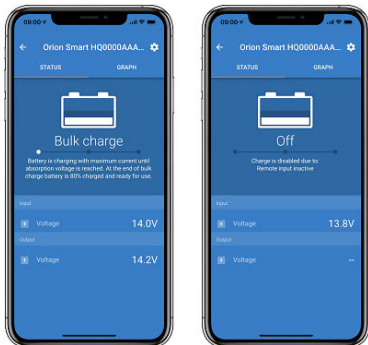 09:00
Orion Smart HQ0000AAA...
STATUS
GRAPH
Bulk charge
Battery is charging with maximum current until
absorption voltage is reached. At the end of bulk
charge battery is 80% charged and ready for use.
Input
Voltage
14.0V
Output
Voltage
14.2V
09:00
Orion Smart HQ0000AAA...
STATUS
GRAPH
Off
Charge is disabled due to:
Remote input inactive
Input
Voltage
13.8V
Output
Voltage
--